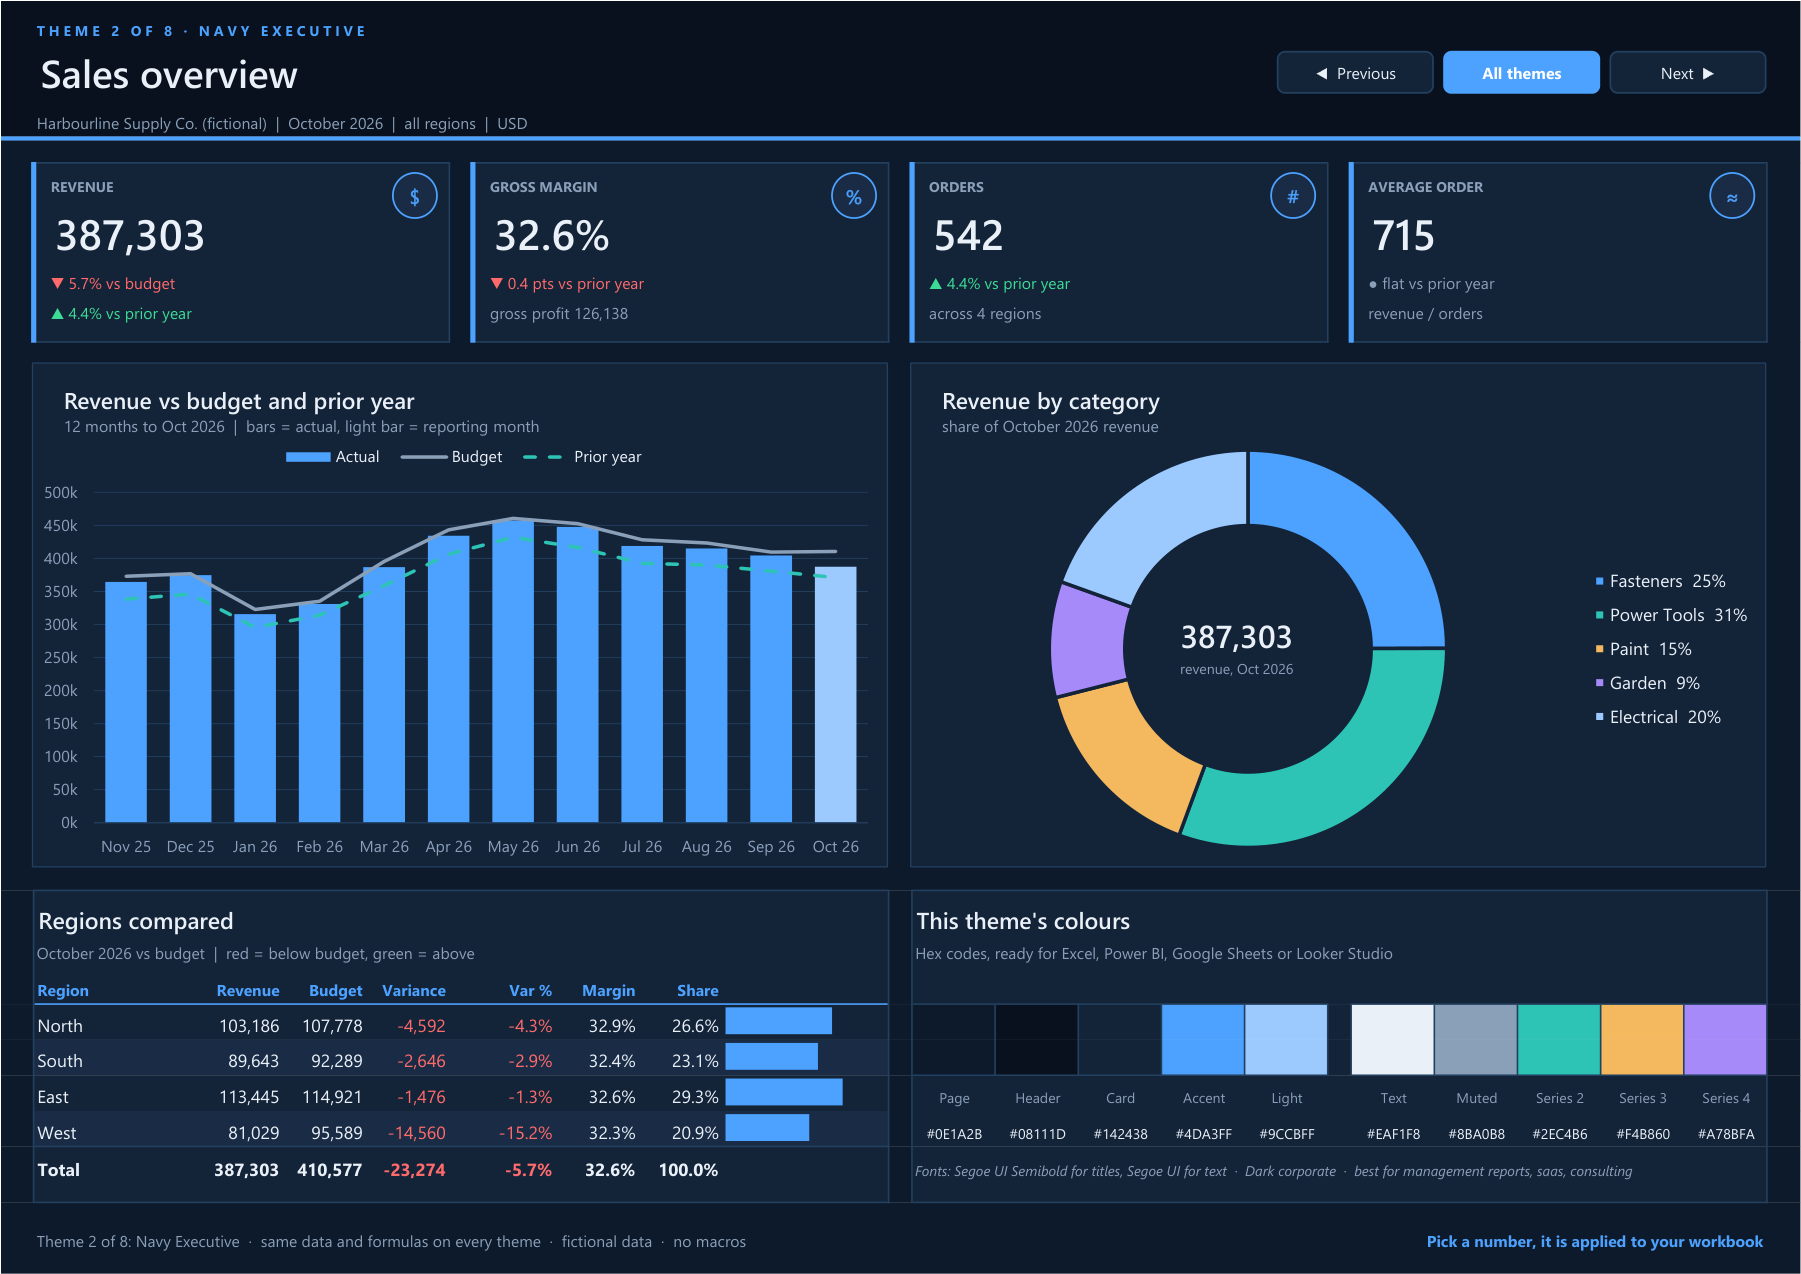 THEME 2 OF 8 · NAVY EXECUTIVE
Sales overview
◀ Previous
All themes
Next ▶
Harbourline Supply Co. (fictional) | October 2026 | all regions | USD
REVENUE
$
387,303
▼ 5.7% vs budget
▲ 4.4% vs prior year
GROSS MARGIN
%
32.6%
▼ 0.4 pts vs prior year
gross profit 126,138
ORDERS
#
542
▲ 4.4% vs prior year
across 4 regions
AVERAGE ORDER
≈
715
● flat vs prior year
revenue / orders
Revenue vs budget and prior year
12 months to Oct 2026 | bars = actual, light bar = reporting month
Actual Budget Prior year
500k
450k
400k
350k
300k
250k
200k
150k
100k
50k
0k
Nov 25 Dec 25 Jan 26 Feb 26 Mar 26 Apr 26 May 26 Jun 26 Jul 26 Aug 26 Sep 26 Oct 26
Revenue by category
share of October 2026 revenue
387,303
revenue, Oct 2026
Fasteners 25%
Power Tools 31%
Paint 15%
Garden 9%
Electrical 20%
Regions compared
October 2026 vs budget | red = below budget, green = above
Region Revenue Budget Variance Var % Margin Share
North 103,186 107,778 -4,592 -4.3% 32.9% 26.6%
South 89,643 92,289 -2,646 -2.9% 32.4% 23.1%
East 113,445 114,921 -1,476 -1.3% 32.6% 29.3%
West 81,029 95,589 -14,560 -15.2% 32.3% 20.9%
Total 387,303 410,577 -23,274 -5.7% 32.6% 100.0%
This theme's colours
Hex codes, ready for Excel, Power BI, Google Sheets or Looker Studio
Page Header Card Accent Light Text Muted Series 2 Series 3 Series 4
#0E1A2B #08111D #142438 #4DA3FF #9CCBFF #EAF1F8 #8BA0B8 #2EC4B6 #F4B860 #A78BFA
Fonts: Segoe UI Semibold for titles, Segoe UI for text · Dark corporate · best for management reports, saas, consulting
Theme 2 of 8: Navy Executive · same data and formulas on every theme · fictional data · no macros
Pick a number, it is applied to your workbook